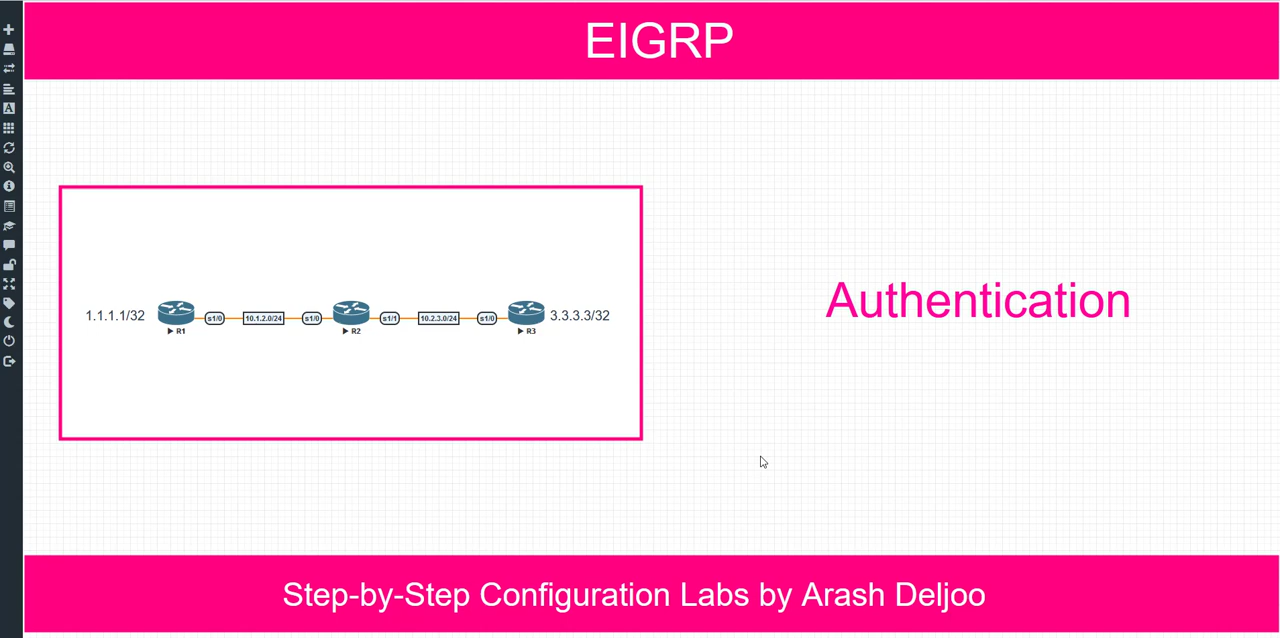 EIGRP
1.1.1.1/32
s1/0
10.1.2.0/24
s1/0
s1/1
10.2.3.0/24
s1/0
3.3.3.3/32
R1
R2
R3
Authentication
Step-by-Step Configuration Labs by Arash Deljoo